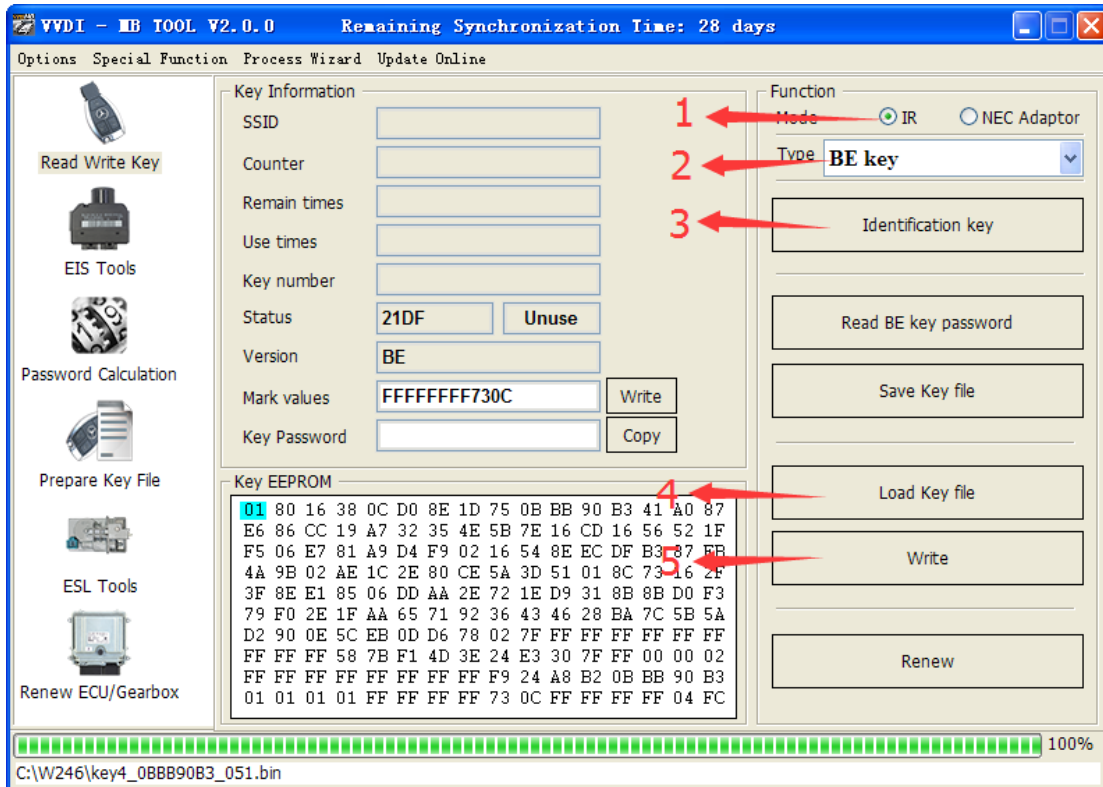 VVDI - MB TOOL V2.0.0 Remaining Synchronization Time: 28 days
Options Special Function Process Wizard Update Online
Read Write Key
EIS Tools
Password Calculation
Prepare Key File
ESL Tools
Renew ECU/Gearbox
Key Information
SSID
Counter
Remain times
Use times
Key number
Status 21DF Unuse
Version BE
Mark values FFFFFFFF730C Write
Key Password Copy
Key EEPROM
01 80 16 38 0C D0 8E 1D 75 0B BB 90 B3 41 A0 87
E6 86 CC 19 A7 32 35 4E 5B 7E 16 CD 16 56 52 1F
F5 06 E7 81 A9 D4 F9 02 16 54 8E EC DF B3 87 EB
4A 9B 02 AE 1C 2E 80 CE 5A 3D 51 01 8C 73 16 2F
3F 8E E1 85 06 DD AA 2E 72 1E D9 31 8B 8B D0 F3
79 F0 2E 1F AA 65 71 92 36 43 46 28 BA 7C 5B 5A
D2 90 0E 5C EB 0D D6 78 02 7F FF FF FF FF FF FF
FF FF FF 58 7B F1 4D 3E 24 E3 30 7F FF 00 00 02
FF FF FF FF FF FF FF F9 24 A8 B2 0B BB 90 B3
01 01 01 01 FF FF FF FF 73 0C FF FF FF FF 04 FC
Function
1 Mode IR NEC Adaptor
2 Type BE key
3 Identification key
Read BE key password
Save Key file
4 Load Key file
5 Write
Renew
100%
C:\W246\key4_0BBB90B3_051.bin